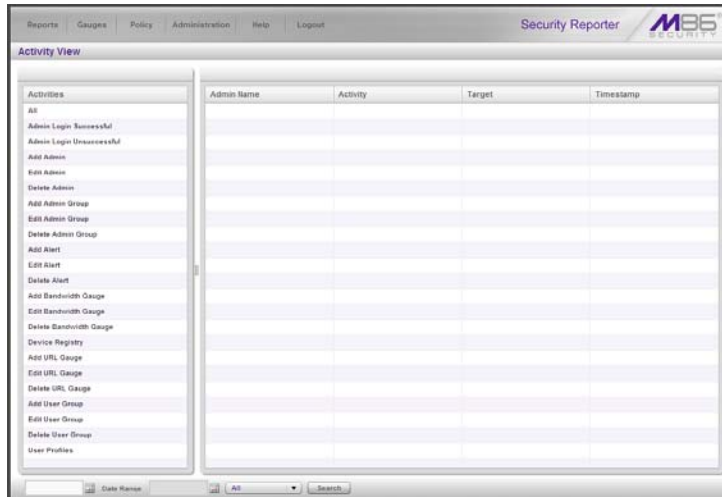 Reports Gauges Policy Administration Help Logout
Security Reporter
M86
SECURITY
Activity View
Activities
All
Admin Login Successful
Admin Login Unsuccessful
Add Admin
Edit Admin
Delete Admin
Add Admin Group
Edit Admin Group
Delete Admin Group
Add Alert
Edit Alert
Delete Alert
Add Bandwidth Gauge
Edit Bandwidth Gauge
Delete Bandwidth Gauge
Device Registry
Add URL Gauge
Edit URL Gauge
Delete URL Gauge
Add User Group
Edit User Group
Delete User Group
User Profiles
Admin Name Activity Target Timestamp
Date Range All Search